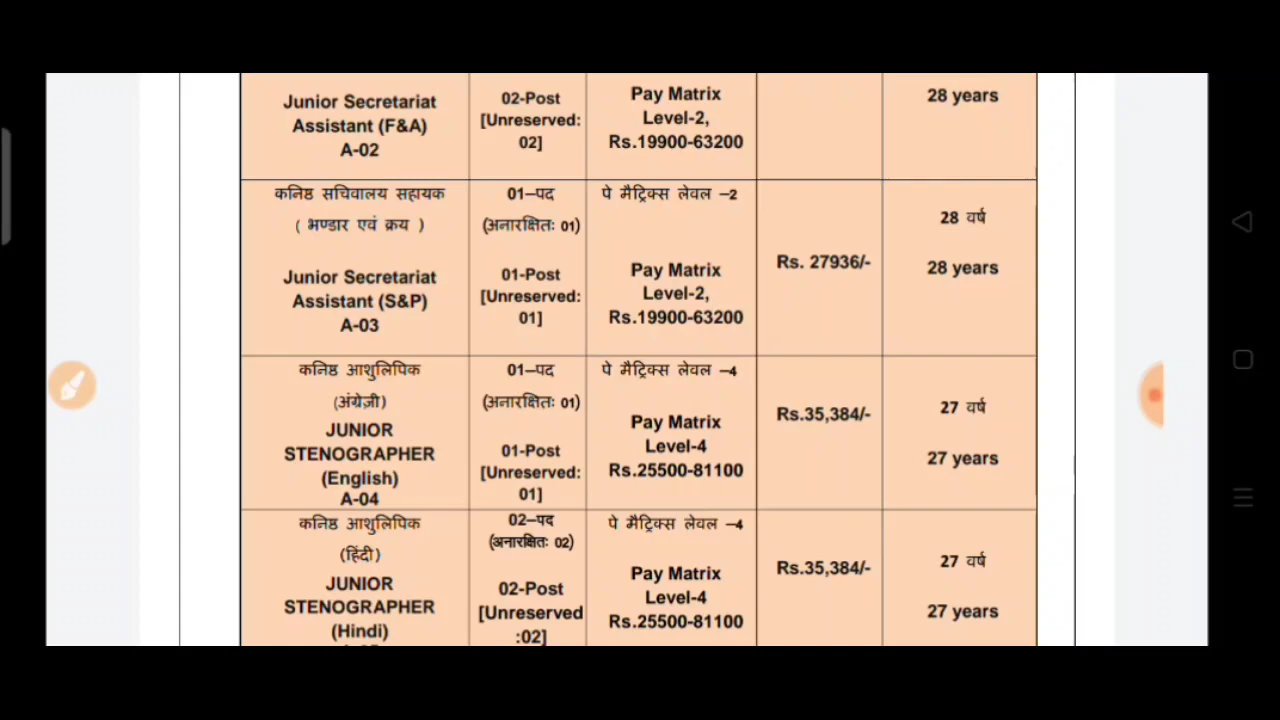 Junior Secretariat
Assistant (F&A)
A-02
02-Post
[Unreserved:
02]
Pay Matrix
Level-2,
Rs.19900-63200
28 years
कनिष्ठ सचिवालय सहायक
( भण्डार एवं क्रय )
Junior Secretariat
Assistant (S&P)
A-03
01–पद
(अनारक्षितः 01)
01-Post
[Unreserved:
01]
पे मैट्रिक्स लेवल –2
Pay Matrix
Level-2,
Rs.19900-63200
Rs. 27936/-
28 वर्ष
28 years
कनिष्ठ आशुलिपिक
(अंग्रेज़ी)
JUNIOR
STENOGRAPHER
(English)
A-04
01–पद
(अनारक्षितः 01)
01-Post
[Unreserved:
01]
पे मैट्रिक्स लेवल –4
Pay Matrix
Level-4
Rs.25500-81100
Rs.35,384/-
27 वर्ष
27 years
कनिष्ठ आशुलिपिक
(हिंदी)
JUNIOR
STENOGRAPHER
(Hindi)
02–पद
(अनारक्षितः 02)
02-Post
[Unreserved
:02]
पे मैट्रिक्स लेवल –4
Pay Matrix
Level-4
Rs.25500-81100
Rs.35,384/-
27 वर्ष
27 years